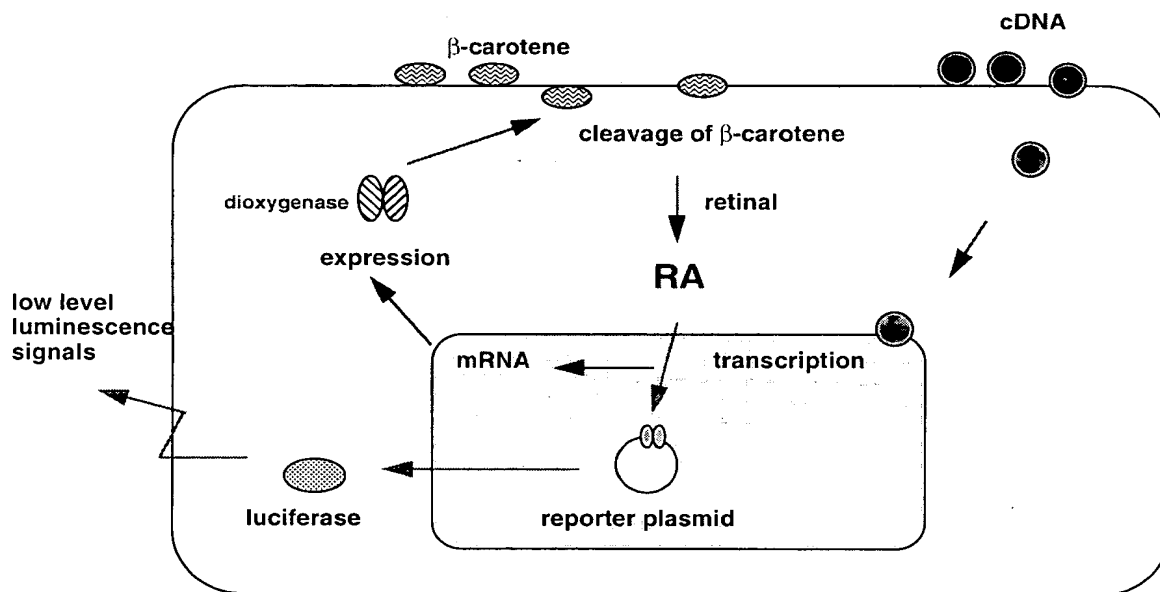 cDNA
β-carotene
cleavage of β-carotene
dioxygenase
retinal
expression
RA
low level
luminescence
signals
mRNA
transcription
luciferase
reporter plasmid